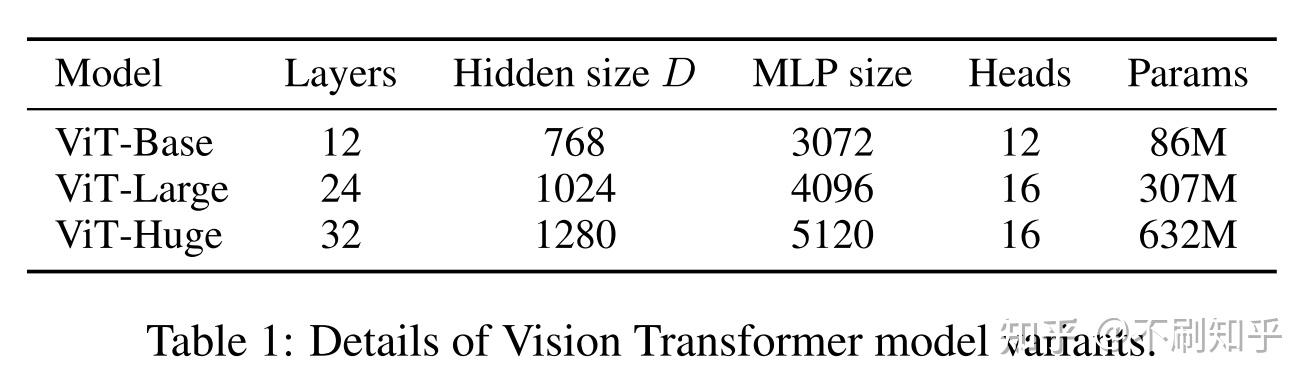 Model Layers Hidden size D MLP size Heads Params
ViT-Base 12 768 3072 12 86M
ViT-Large 24 1024 4096 16 307M
ViT-Huge 32 1280 5120 16 632M
Table 1: Details of Vision Transformer model variants.
知乎 @不刷知乎